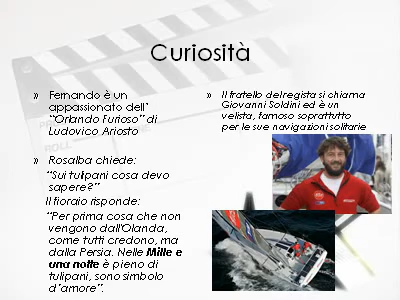 Curiosità
» Fernando è un
appassionato dell'
"Orlando Furioso" di
Ludovico Ariosto
» Rosalba chiede:
"Sui tulipani cosa devo
sapere?"
Il fioraio risponde:
"Per prima cosa che non
vengono dall'Olanda,
come tutti credono, ma
dalla Persia. Nelle Mille e
una notte è pieno di
tulipani, sono simbolo
d'amore".
» Il fratello del regista si chiama
Giovanni Soldini ed è un
velista, famoso soprattutto
per le sue navigazioni solitarie